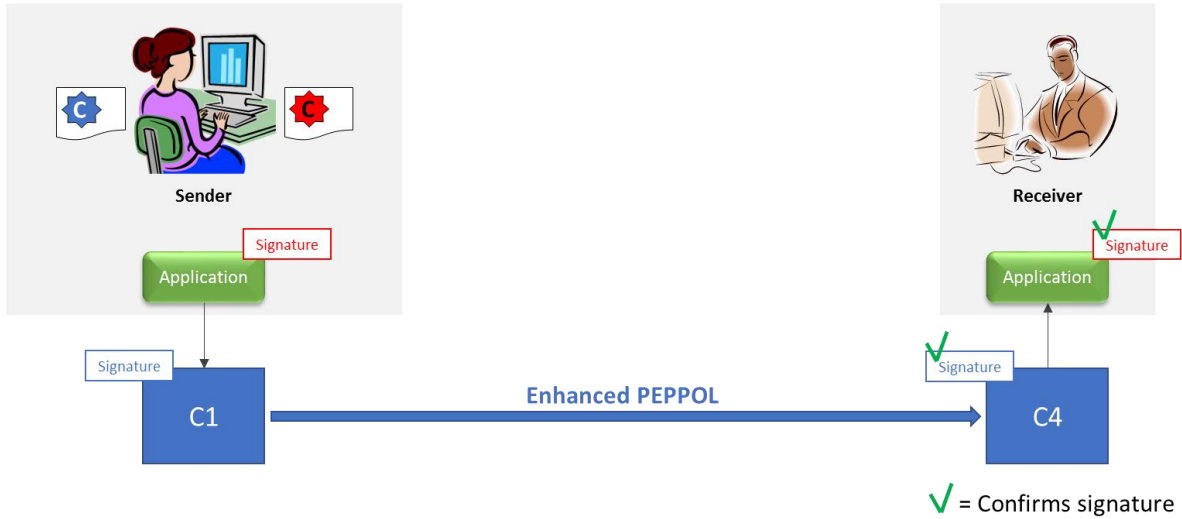 C
C
Sender
Receiver
Signature
Application
Signature
Application
Signature
C1
Enhanced PEPPOL
Signature
C4
= Confirms signature